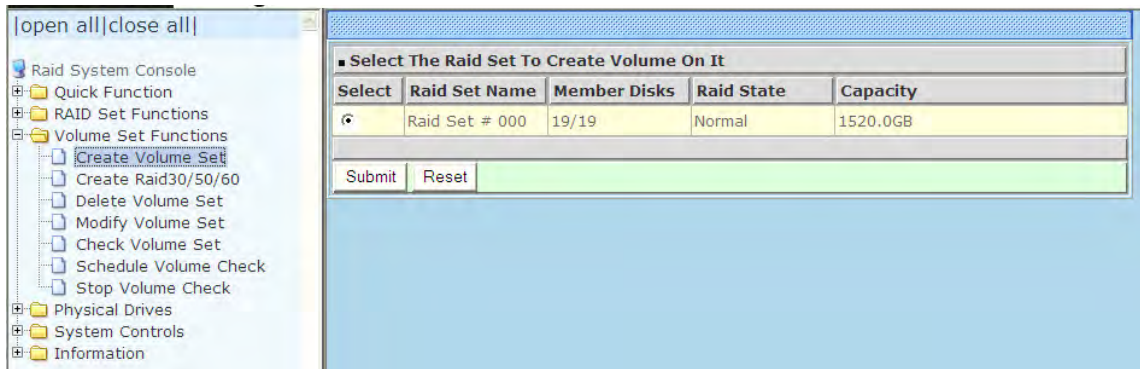 |open all|close all|
Raid System Console
Quick Function
RAID Set Functions
Volume Set Functions
Create Volume Set
Create Raid30/50/60
Delete Volume Set
Modify Volume Set
Check Volume Set
Schedule Volume Check
Stop Volume Check
Physical Drives
System Controls
Information
Select The Raid Set To Create Volume On It
Select Raid Set Name Member Disks Raid State Capacity
Raid Set # 000 19/19 Normal 1520.0GB
Submit Reset